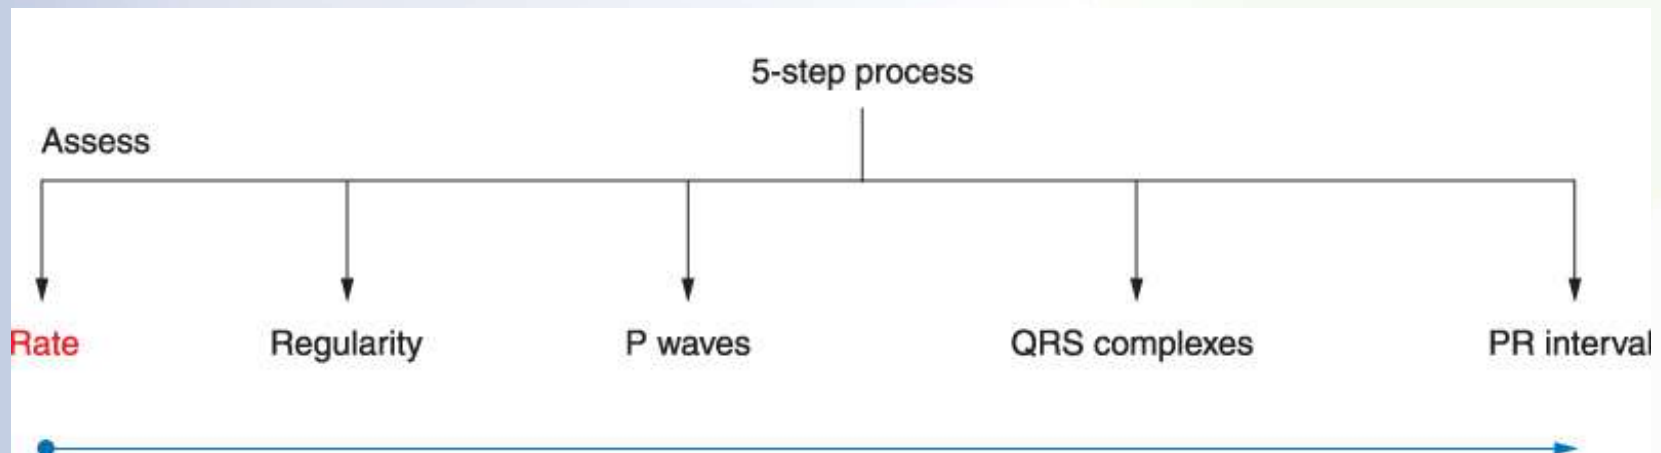 5-step process
Assess
Rate
Regularity
P waves
QRS complexes
PR interval